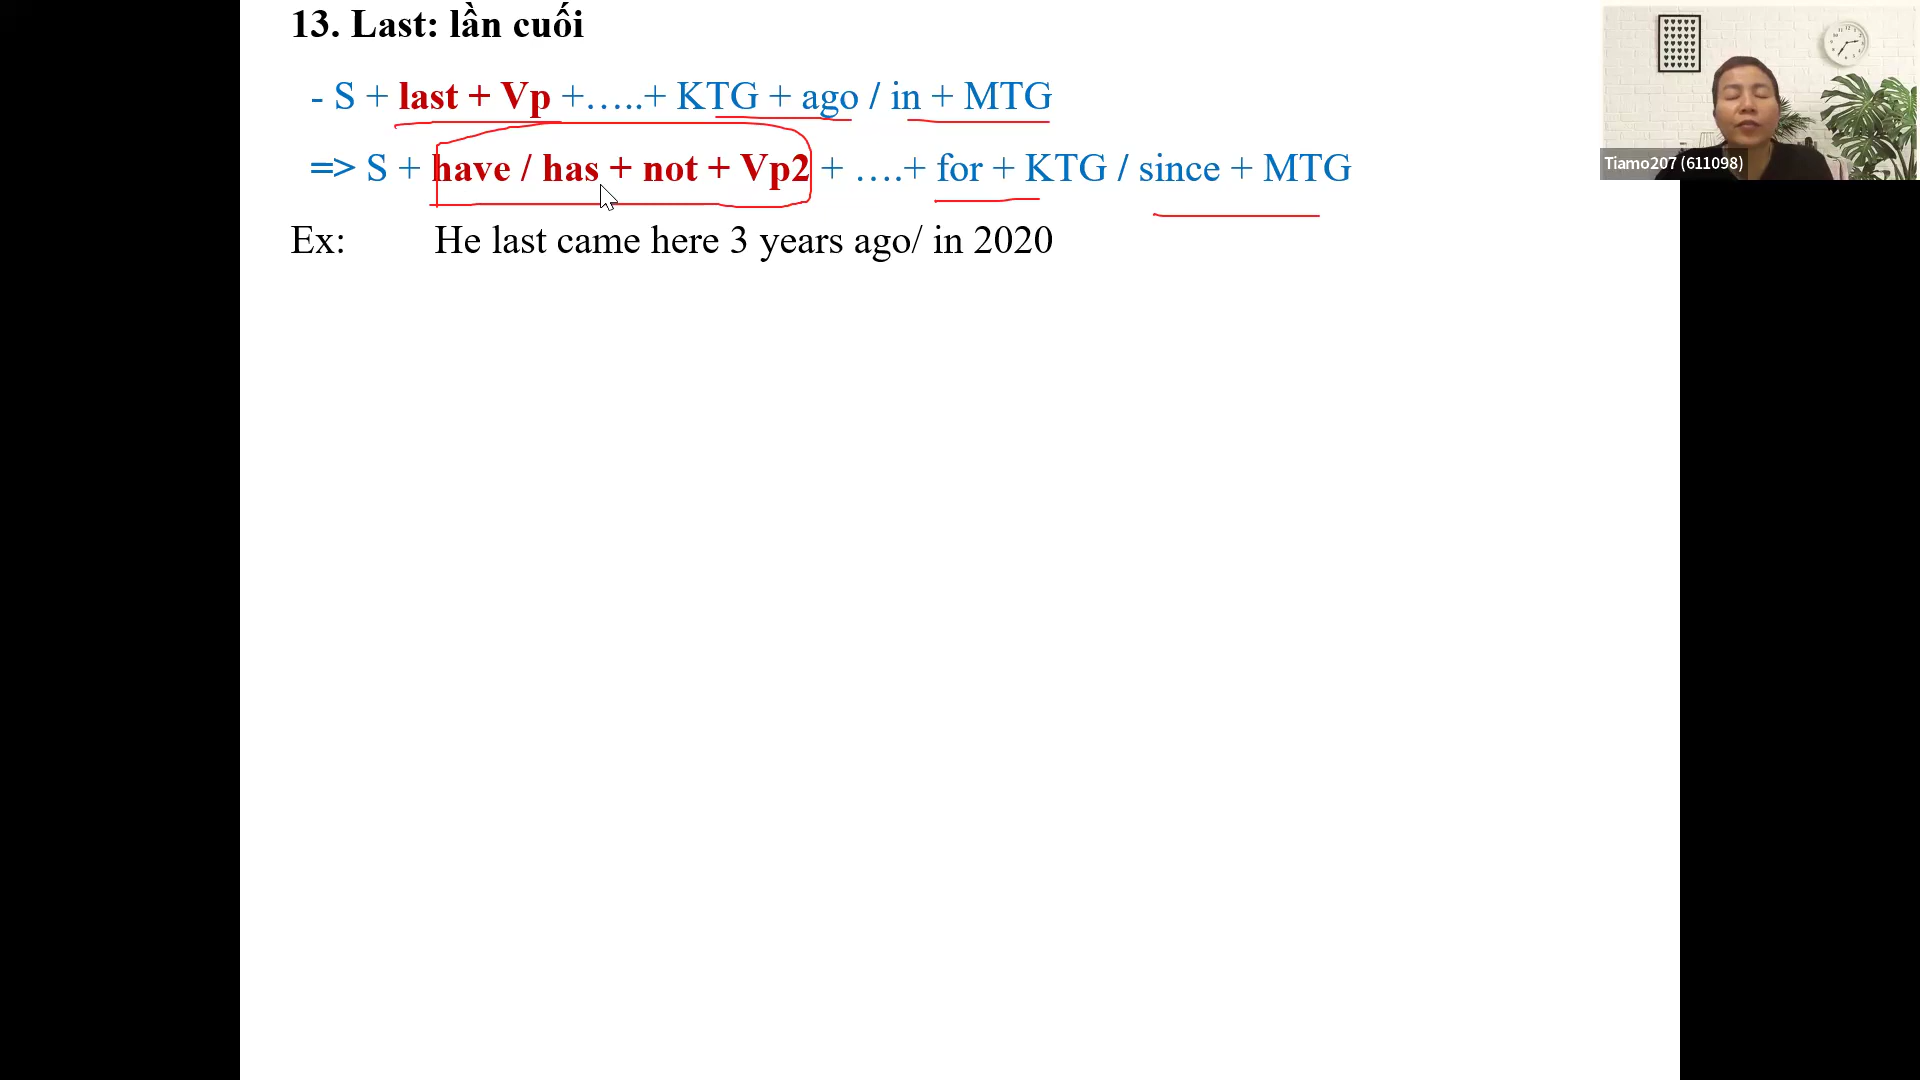 13. Last: lần cuối
- S + last + Vp +…..+ KTG + ago / in + MTG
=> S + have / has + not + Vp2 + ….+ for + KTG / since + MTG
Ex: He last came here 3 years ago/ in 2020
Tiamo207 (611098)